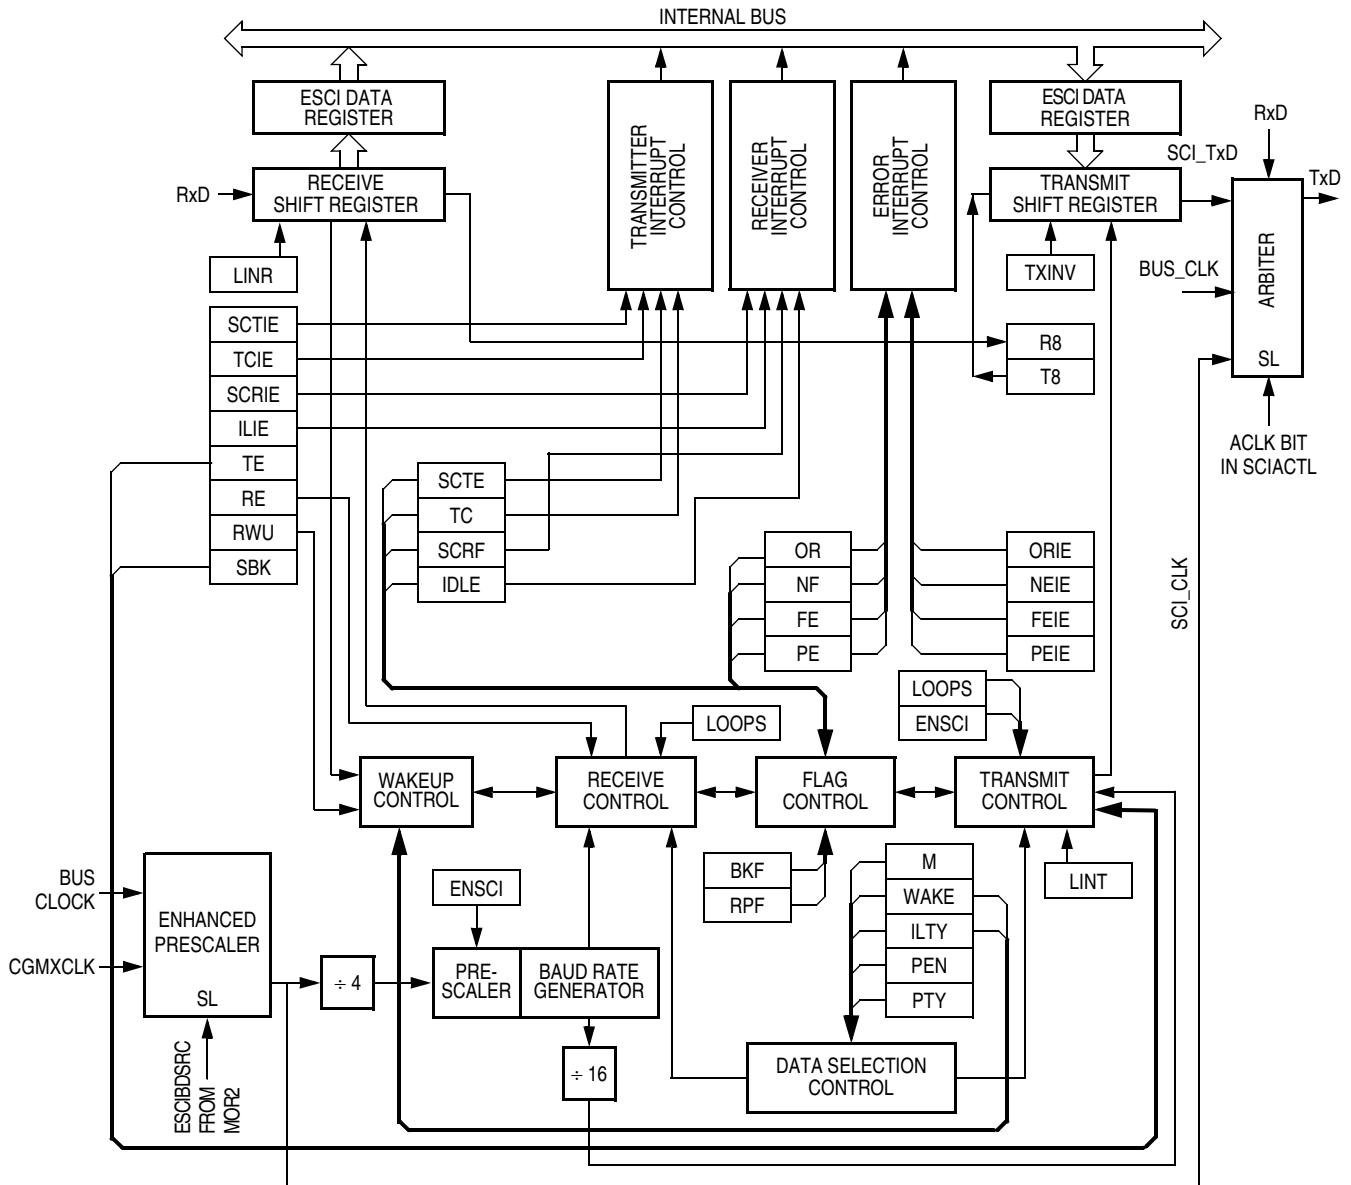 INTERNAL BUS
ESCI DATA
REGISTER
ESCI DATA
REGISTER
TRANSMITTER
INTERRUPT
CONTROL
RECEIVER
INTERRUPT
CONTROL
ERROR
INTERRUPT
CONTROL
RxD
RECEIVE
SHIFT REGISTER
TRANSMIT
SHIFT REGISTER
SCI_TxD
RxD
TxD
ARBITER
SL
BUS_CLK
ACLK BIT
IN SCIACTL
LINR
TXINV
SCTIE
TCIE
SCRIE
ILIE
TE
RE
RWU
SBK
R8
T8
SCTE
TC
SCRF
IDLE
OR
NF
FE
PE
ORIE
NEIE
FEIE
PEIE
SCI_CLK
LOOPS
LOOPS
ENSCI
WAKEUP
CONTROL
RECEIVE
CONTROL
FLAG
CONTROL
TRANSMIT
CONTROL
BKF
RPF
M
WAKE
ILTY
PEN
PTY
LINT
BUS
CLOCK
CGMXCLK
ENHANCED
PRESCALER
SL
ESCIBDSRC
FROM
MOR2
÷ 4
ENSCI
PRE-
SCALER
BAUD RATE
GENERATOR
÷ 16
DATA SELECTION
CONTROL